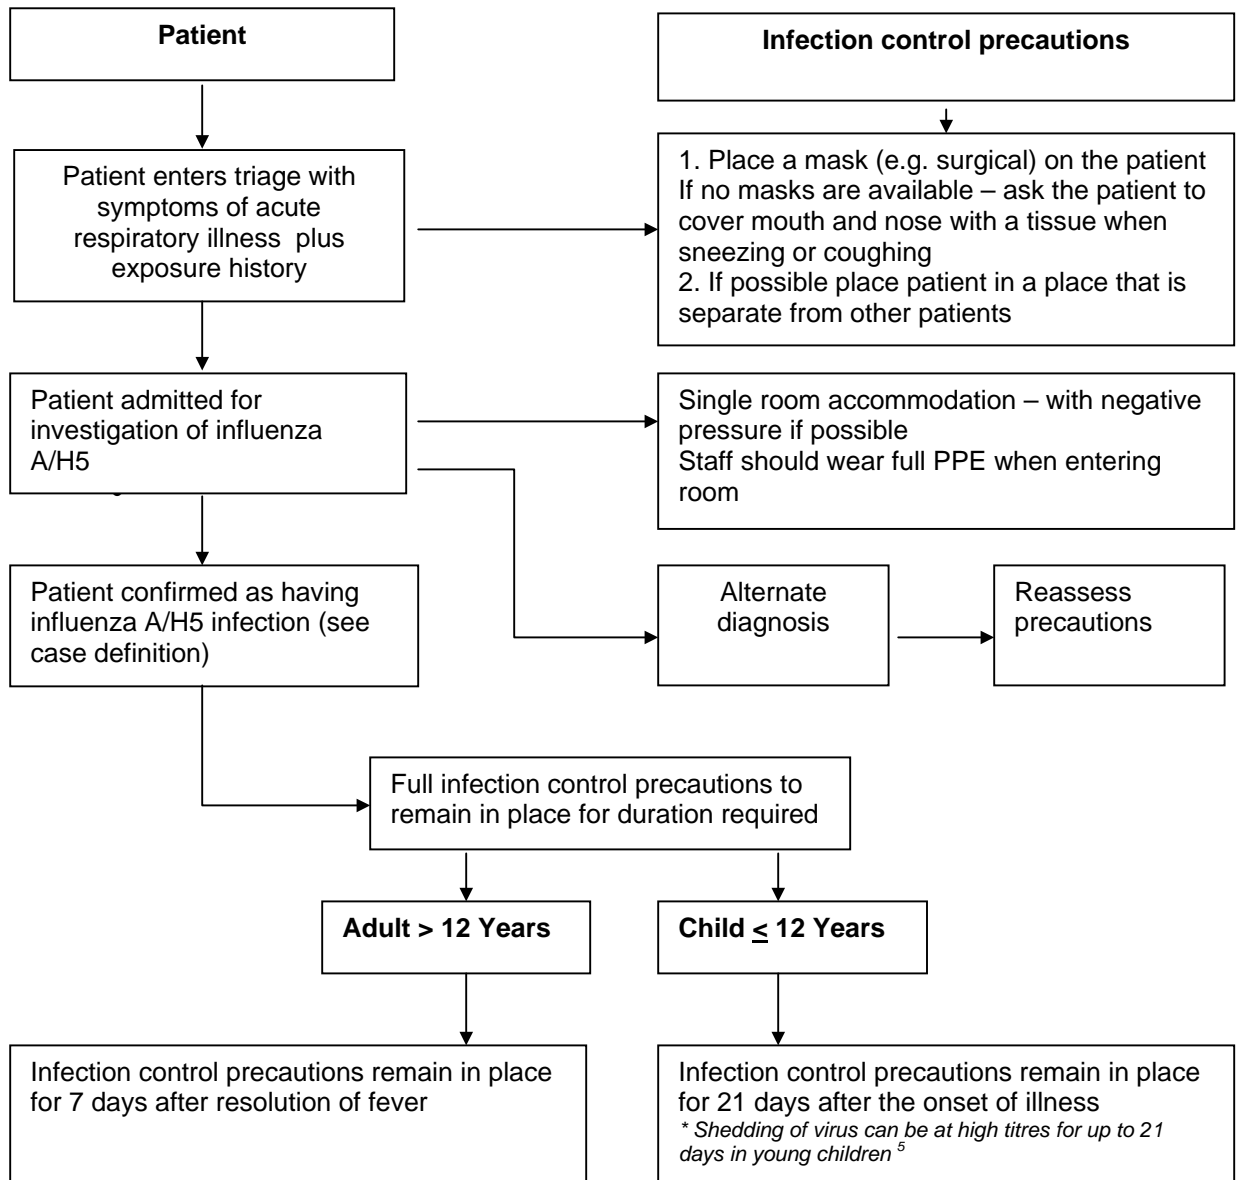 Patient
Infection control precautions
Patient enters triage with
symptoms of acute
respiratory illness plus
exposure history
1. Place a mask (e.g. surgical) on the patient
If no masks are available – ask the patient to
cover mouth and nose with a tissue when
sneezing or coughing
2. If possible place patient in a place that is
separate from other patients
Patient admitted for
investigation of influenza
A/H5
Single room accommodation – with negative
pressure if possible
Staff should wear full PPE when entering
room
Patient confirmed as having
influenza A/H5 infection (see
case definition)
Alternate
diagnosis
Reassess
precautions
Full infection control precautions to
remain in place for duration required
Adult > 12 Years
Child ≤ 12 Years
Infection control precautions remain in place
for 7 days after resolution of fever
Infection control precautions remain in place
for 21 days after the onset of illness
* Shedding of virus can be at high titres for up to 21
days in young children ⁵